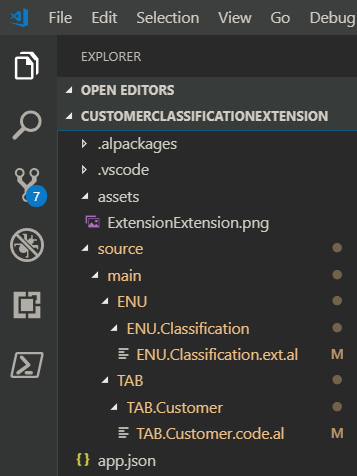 File Edit Selection View Go Debug
EXPLORER
OPEN EDITORS
CUSTOMERCLASSIFICATIONEXTENSION
.alpackages
.vscode
assets
ExtensionExtension.png
source
main
ENU
7
ENU.Classification
ENU.Classification.ext.al M
TAB
TAB.Customer
TAB.Customer.code.al M
{ } app.json